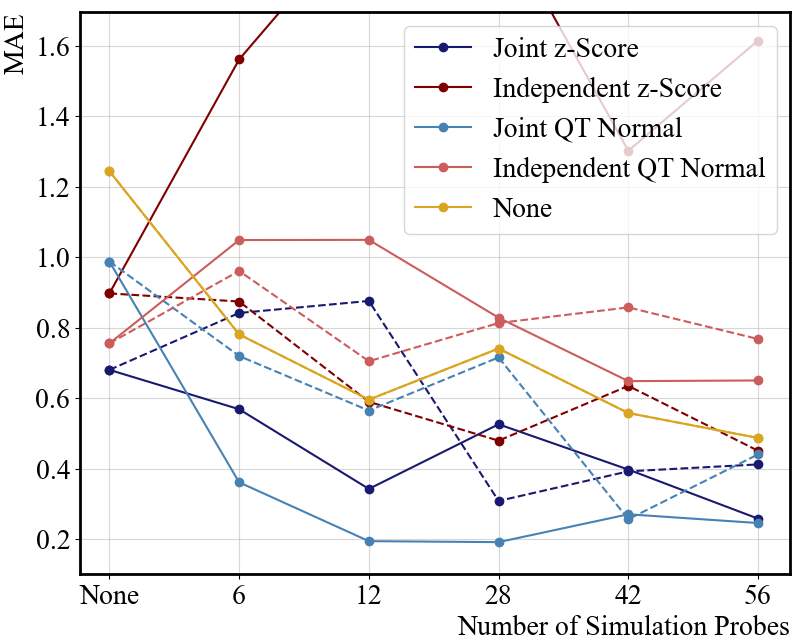 MAE
1.6
1.4
1.2
1.0
0.8
0.6
0.4
0.2
Joint z-Score
Independent z-Score
Joint QT Normal
Independent QT Normal
None
None 6 12 28 42 56
Number of Simulation Probes